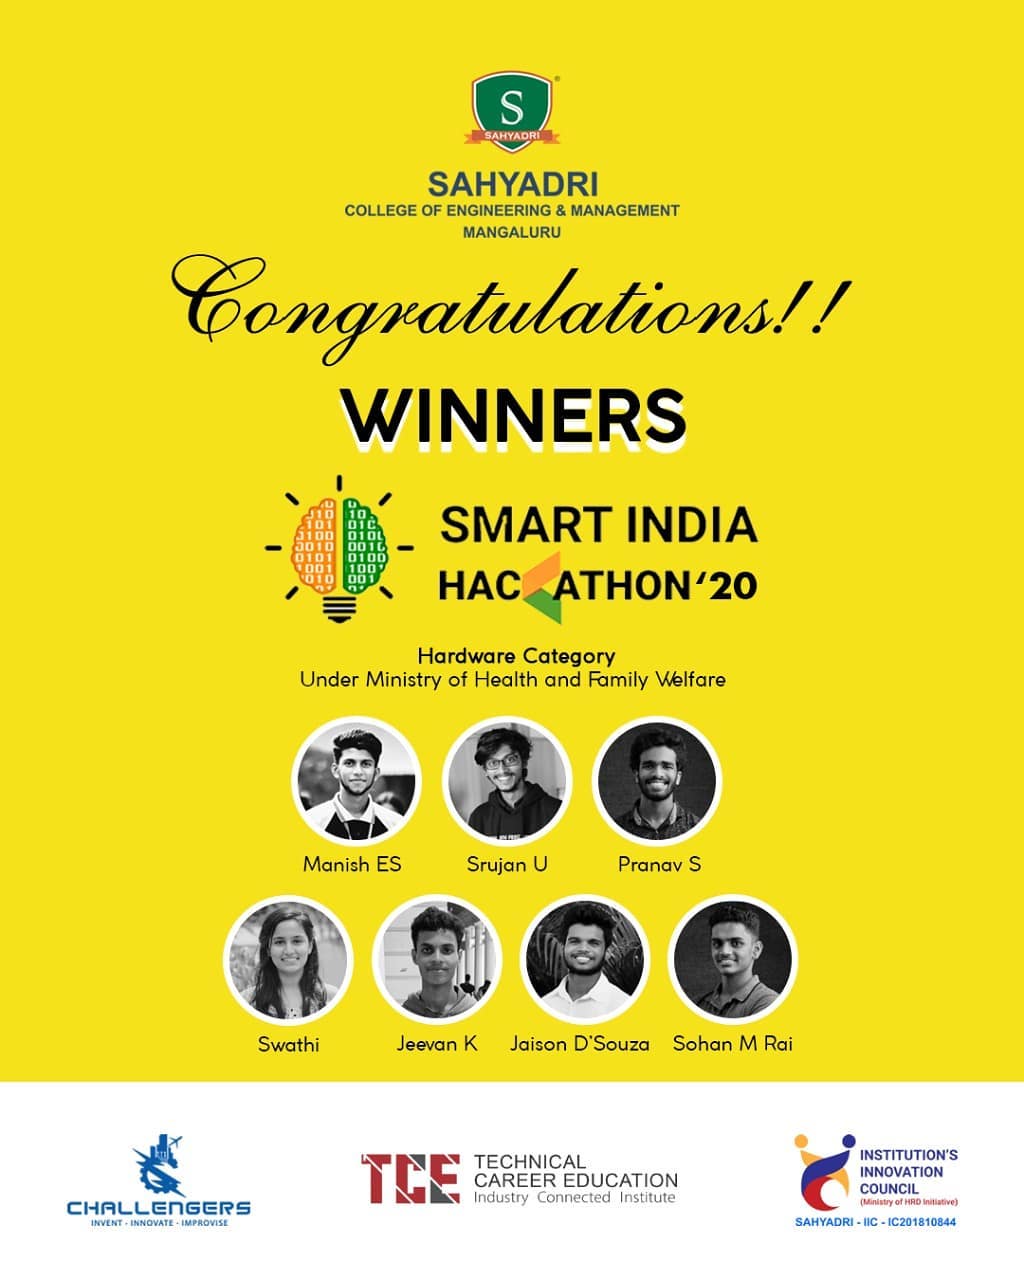 S
SAHYADRI
SAHYADRI
COLLEGE OF ENGINEERING & MANAGEMENT
MANGALURU
Congratulations!!
WINNERS
SMART INDIA
HACKATHON ‘20
Hardware Category
Under Ministry of Health and Family Welfare
Manish ES Srujan U Pranav S
Swathi Jeevan K Jaison D'Souza Sohan M Rai
CHALLENGERS
INVENT - INNOVATE - IMPROVISE
TCE
TECHNICAL
CAREER EDUCATION
Industry Connected Institute
INSTITUTION'S
INNOVATION
COUNCIL
(Ministry of HRD Initiative)
SAHYADRI - IIC - IC201810844